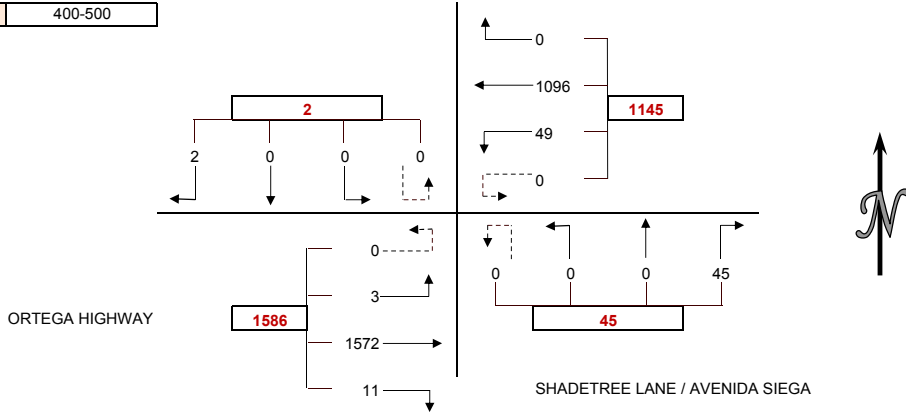 400-500
0
1096
2
1145
49
2 0 0 0
0
0
0 0 0 45
3
ORTEGA HIGHWAY
1586
45
1572
11
SHADETREE LANE / AVENIDA SIEGA
N